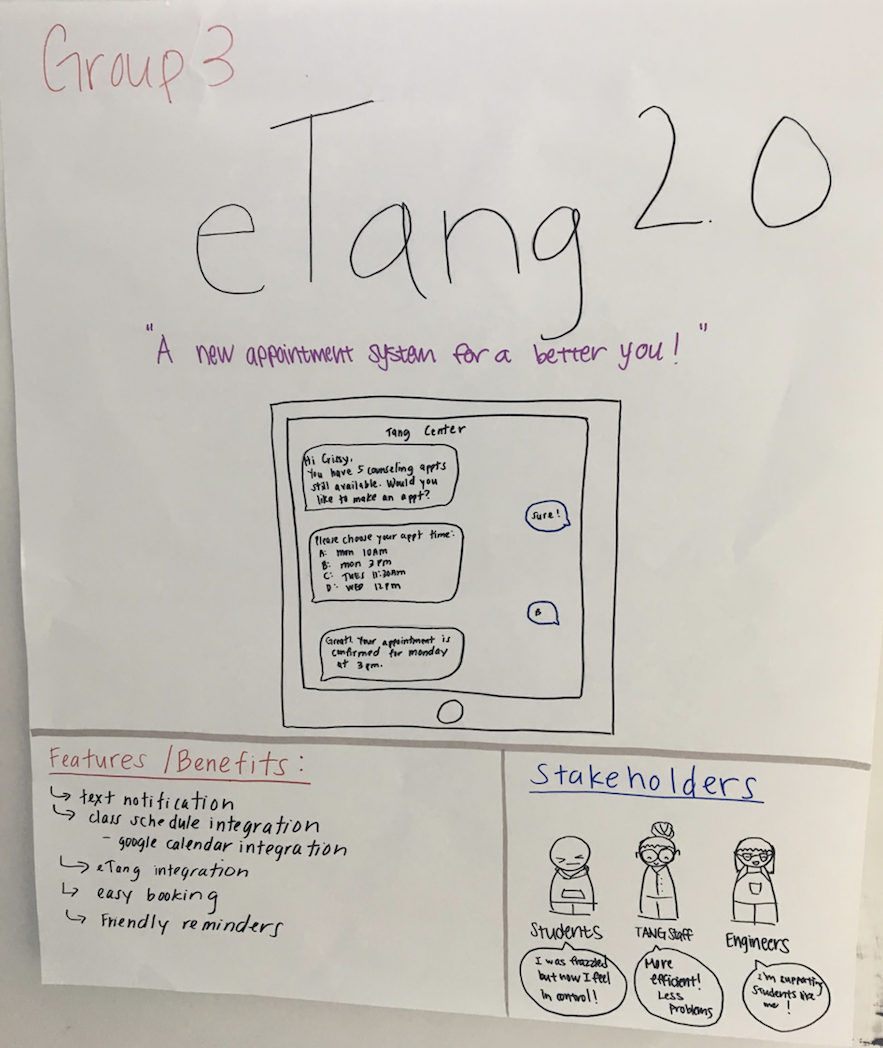 Group 3
eTang 2.0
"A new appointment system for a better you!"
Tang Center
Hi
You have 5 counseling appts
still available. Would you
like to make an appt?
Sure!
Please choose your appt time:
A: Mon 10AM
B: Mon 3PM
C: TUES 11:30AM
D: WED 12PM
B
Great! Your appointment is
confirmed for monday
at 3pm.
Features / Benefits:
↳ text notification
↳ class schedule integration
- google calendar integration
↳ eTang integration
↳ easy booking
↳ Friendly reminders
Stakeholders
Students
I was frazzled
but now I feel
in control!
TANG Staff
More
efficient!
Less
Problems
Engineers
I'm supporting
Students like
me!